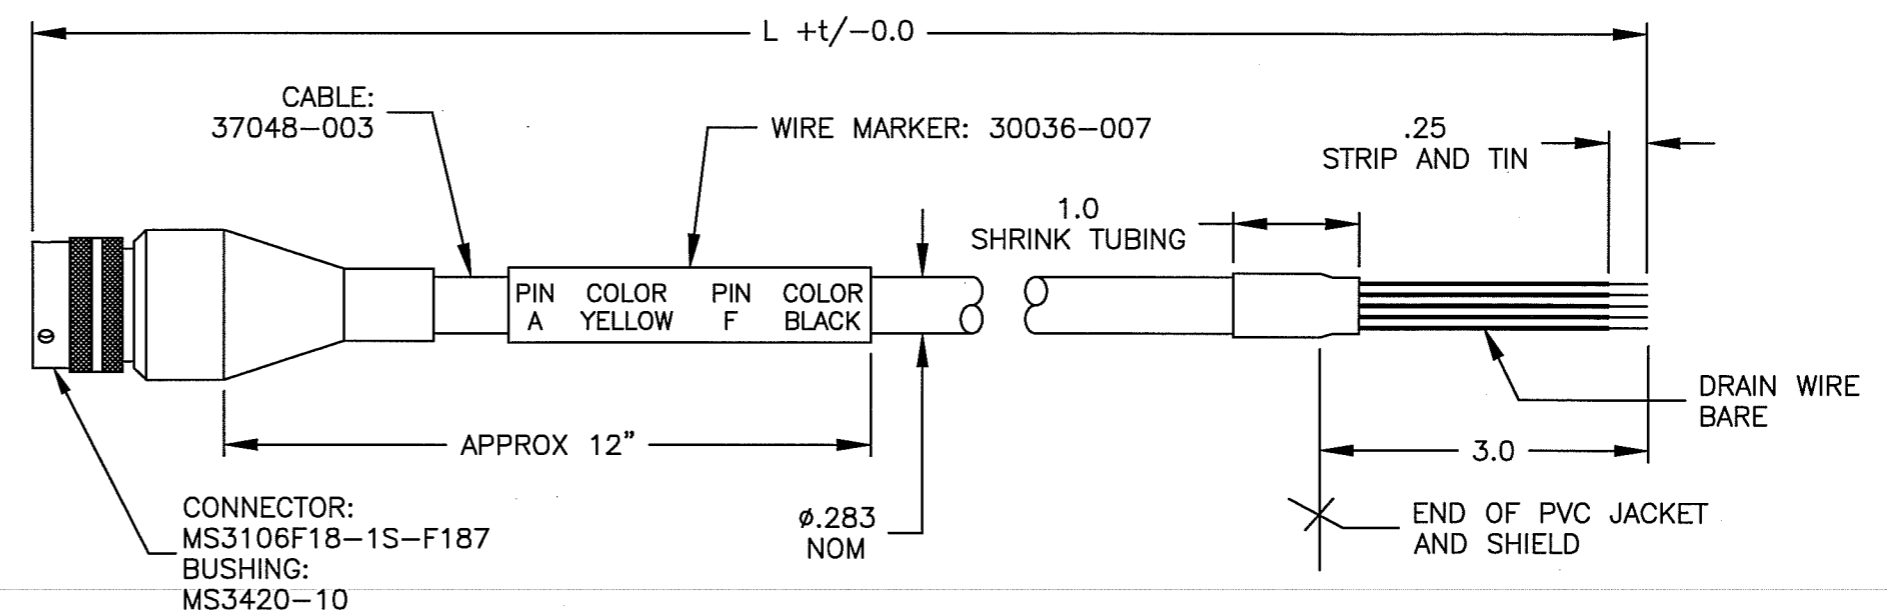 L +t/-0.0
CABLE:
37048-003
WIRE MARKER: 30036-007
.25
STRIP AND TIN
1.0
SHRINK TUBING
PIN COLOR PIN COLOR
A YELLOW F BLACK
DRAIN WIRE
BARE
APPROX 12"
3.0
CONNECTOR:
MS3106F18-1S-F187
BUSHING:
MS3420-10
ø.283
NOM
END OF PVC JACKET
AND SHIELD